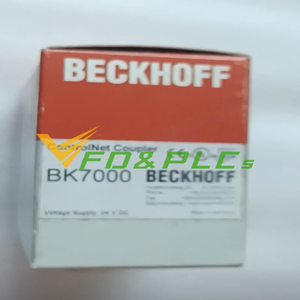 BECKHOFF
ControlNet Coupler
VFD&PLCs
BK7000 BECKHOFF
Voltage Supply: 24 V DC